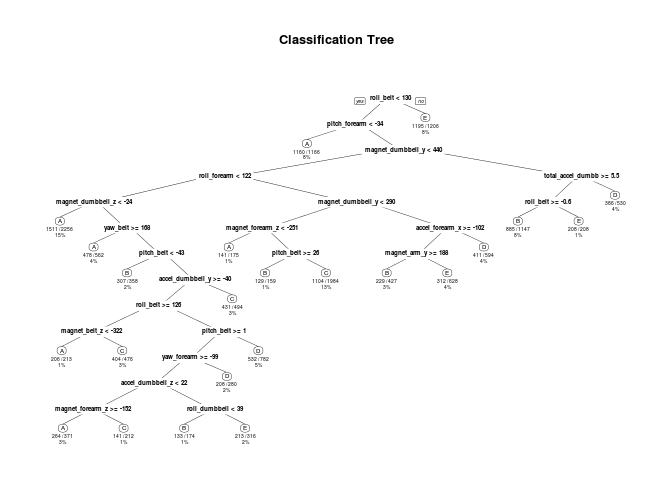 Classification Tree
yes roll_belt < 130 no
pitch_forearm < -34
E
1195 / 1206
8%
A
1160 / 1166
8%
magnet_dumbbell_y < 440
roll_forearm < 122
total_accel_dumbb >= 5.5
magnet_dumbbell_z < -24
magnet_dumbbell_y < 290
roll_belt >= -0.6
D
386 / 530
4%
A
1511 / 2256
15%
yaw_belt >= 168
magnet_forearm_z < -251
accel_forearm_x >= -102
B
885 / 1147
8%
E
208 / 208
1%
A
478 / 562
4%
pitch_belt < -43
A
141 / 175
1%
pitch_belt >= 26
magnet_arm_y >= 188
D
411 / 594
4%
B
307 / 358
2%
accel_dumbbell_y >= -40
B
129 / 159
1%
C
1104 / 1984
13%
B
229 / 427
3%
E
312 / 628
4%
roll_belt >= 126
C
431 / 494
3%
magnet_belt_z < -322
pitch_belt >= 1
A
206 / 213
1%
C
404 / 476
3%
yaw_forearm >= -99
D
532 / 782
5%
accel_dumbbell_z < 22
D
208 / 280
2%
magnet_forearm_z >= -152
roll_dumbbell < 39
A
264 / 371
3%
C
141 / 212
1%
B
133 / 174
1%
E
213 / 316
2%